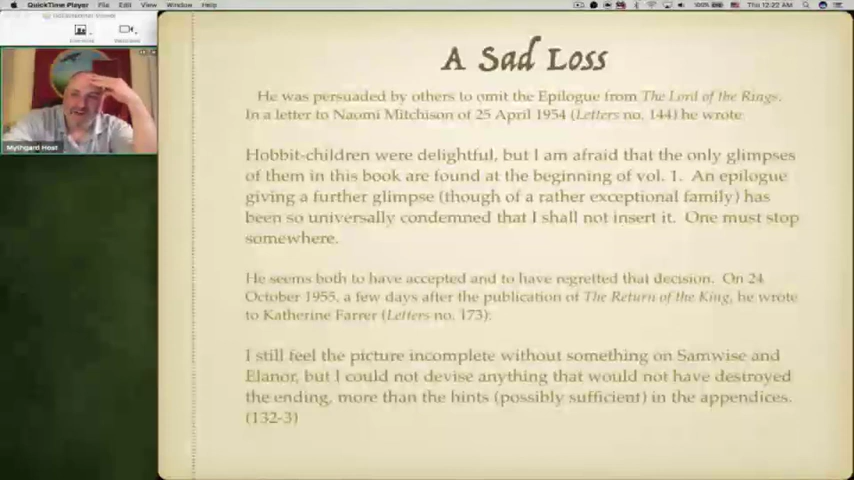 QuickTime Player File Edit View Window Help
100% Thu 12:22 AM
Mythgard Host
A Sad Loss
He was persuaded by others to omit the Epilogue from The Lord of the Rings.
In a letter to Naomi Mitchison of 25 April 1954 (Letters no. 144) he wrote
Hobbit-children were delightful, but I am afraid that the only glimpses
of them in this book are found at the beginning of vol. 1. An epilogue
giving a further glimpse (though of a rather exceptional family) has
been so universally condemned that I shall not insert it. One must stop
somewhere.
He seems both to have accepted and to have regretted that decision. On 24
October 1955, a few days after the publication of The Return of the King, he wrote
to Katherine Farrer (Letters no. 173):
I still feel the picture incomplete without something on Samwise and
Elanor, but I could not devise anything that would not have destroyed
the ending, more than the hints (possibly sufficient) in the appendices.
(132-3)